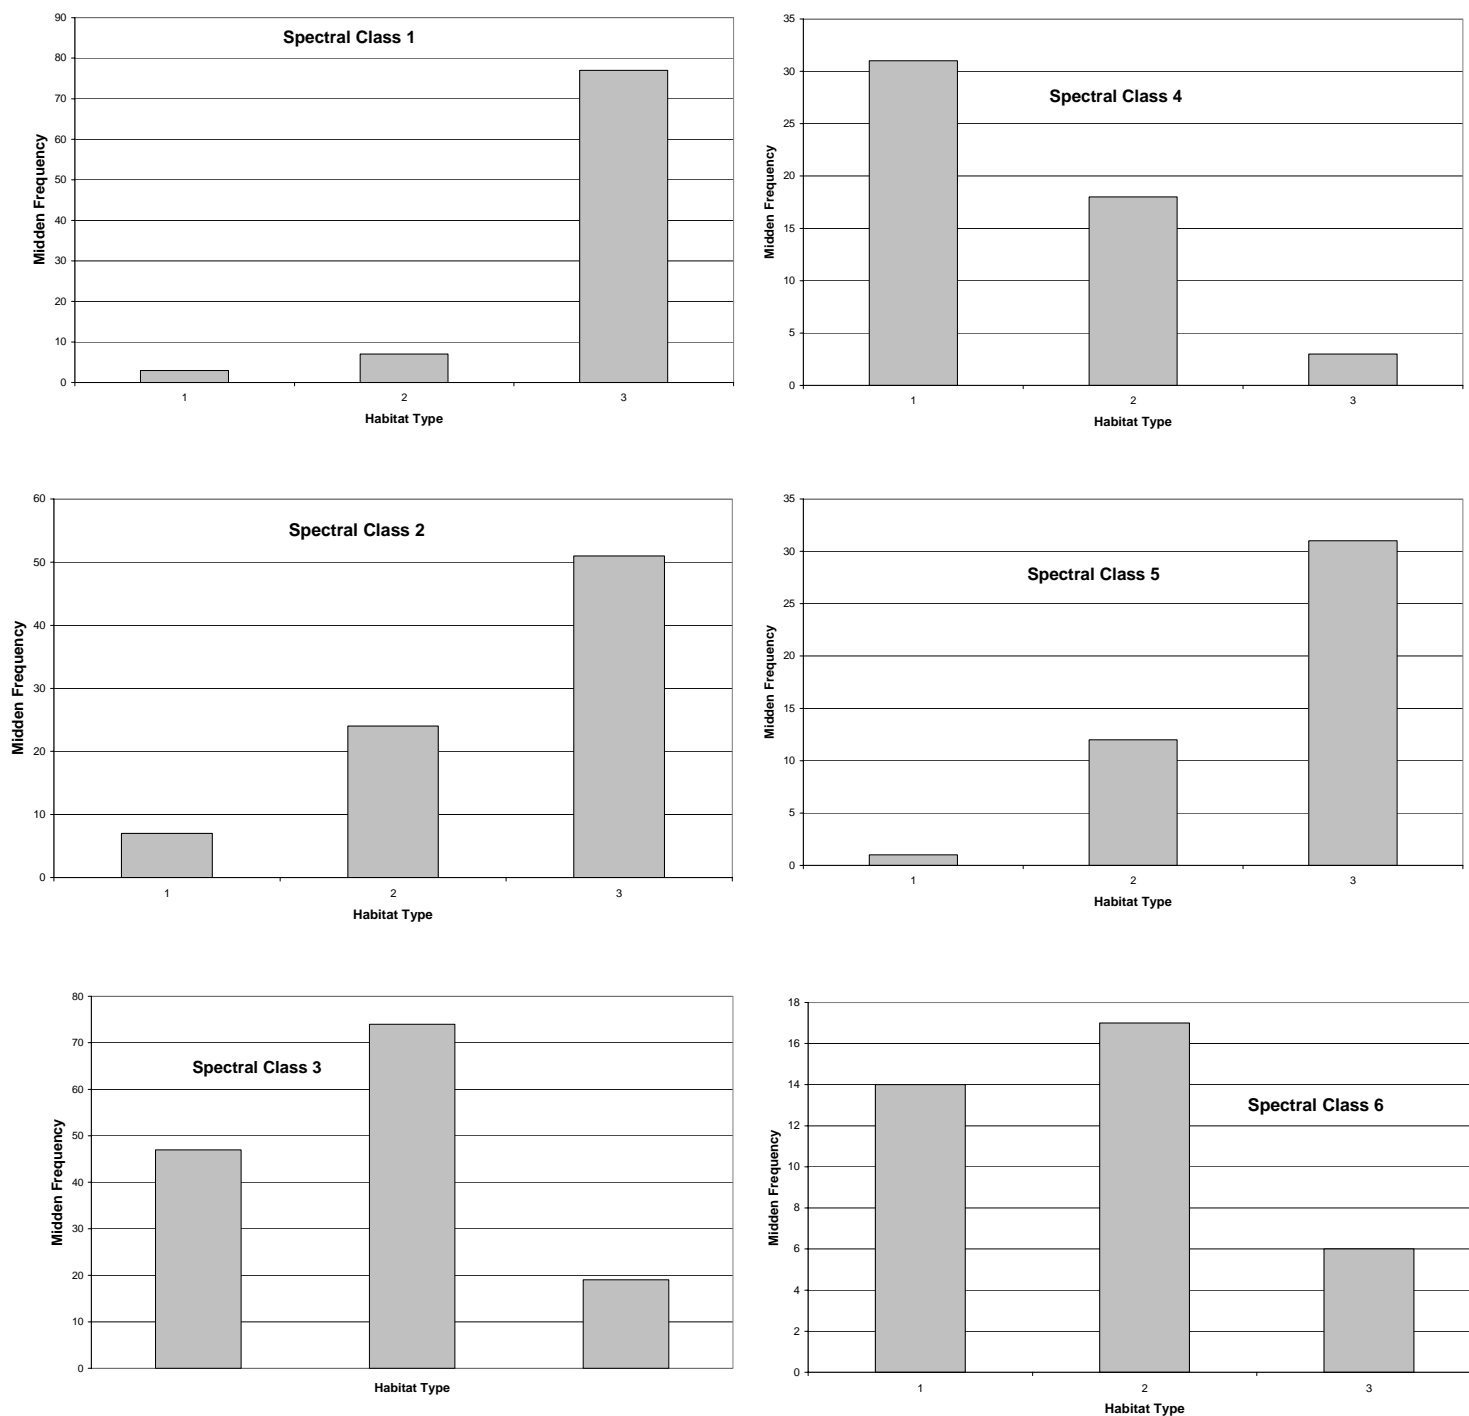 Spectral Class 1
90
80
70
60
50
40
30
20
10
0
Midden Frequency
1 2 3
Habitat Type
Spectral Class 4
35
30
25
20
15
10
5
0
Midden Frequency
1 2 3
Habitat Type
Spectral Class 2
60
50
40
30
20
10
0
Midden Frequency
1 2 3
Habitat Type
Spectral Class 5
35
30
25
20
15
10
5
0
Midden Frequency
1 2 3
Habitat Type
Spectral Class 3
80
70
60
50
40
30
20
10
0
Midden Frequency
Habitat Type
Spectral Class 6
18
16
14
12
10
8
6
4
2
0
Midden Frequency
1 2 3
Habitat Type